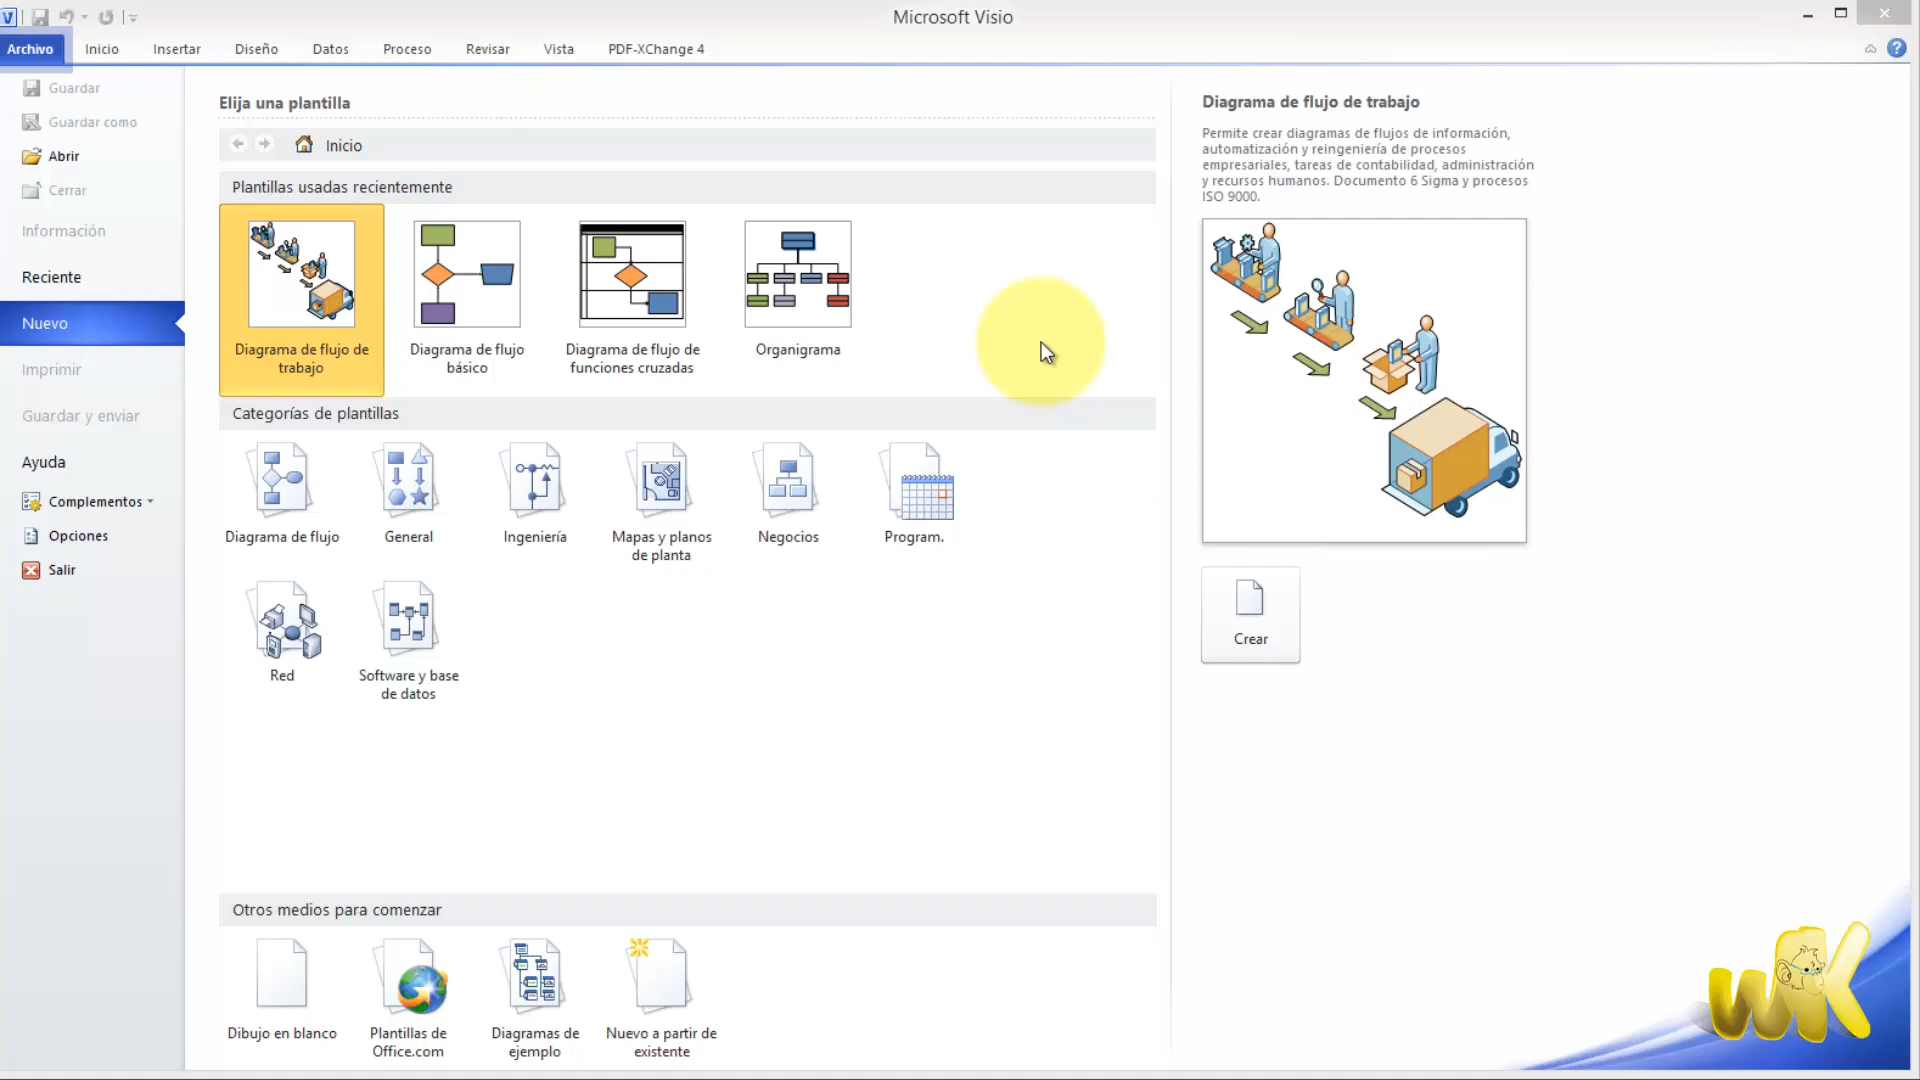 Microsoft Visio
Archivo
Inicio
Insertar
Diseño
Datos
Proceso
Revisar
Vista
PDF-XChange 4
Guardar
Guardar como
Abrir
Cerrar
Información
Reciente
Nuevo
Imprimir
Guardar y enviar
Ayuda
Complementos
Opciones
Salir
Elija una plantilla
Inicio
Plantillas usadas recientemente
Diagrama de flujo de
trabajo
Diagrama de flujo
básico
Diagrama de flujo de
funciones cruzadas
Organigrama
Categorías de plantillas
Diagrama de flujo
General
Ingeniería
Mapas y planos
de planta
Negocios
Program.
Red
Software y base
de datos
Otros medios para comenzar
Dibujo en blanco
Plantillas de
Office.com
Diagramas de
ejemplo
Nuevo a partir de
existente
Diagrama de flujo de trabajo
Permite crear diagramas de flujos de información,
automatización y reingeniería de procesos
empresariales, tareas de contabilidad, administración
y recursos humanos. Documento 6 Sigma y procesos
ISO 9000.
Crear
WK